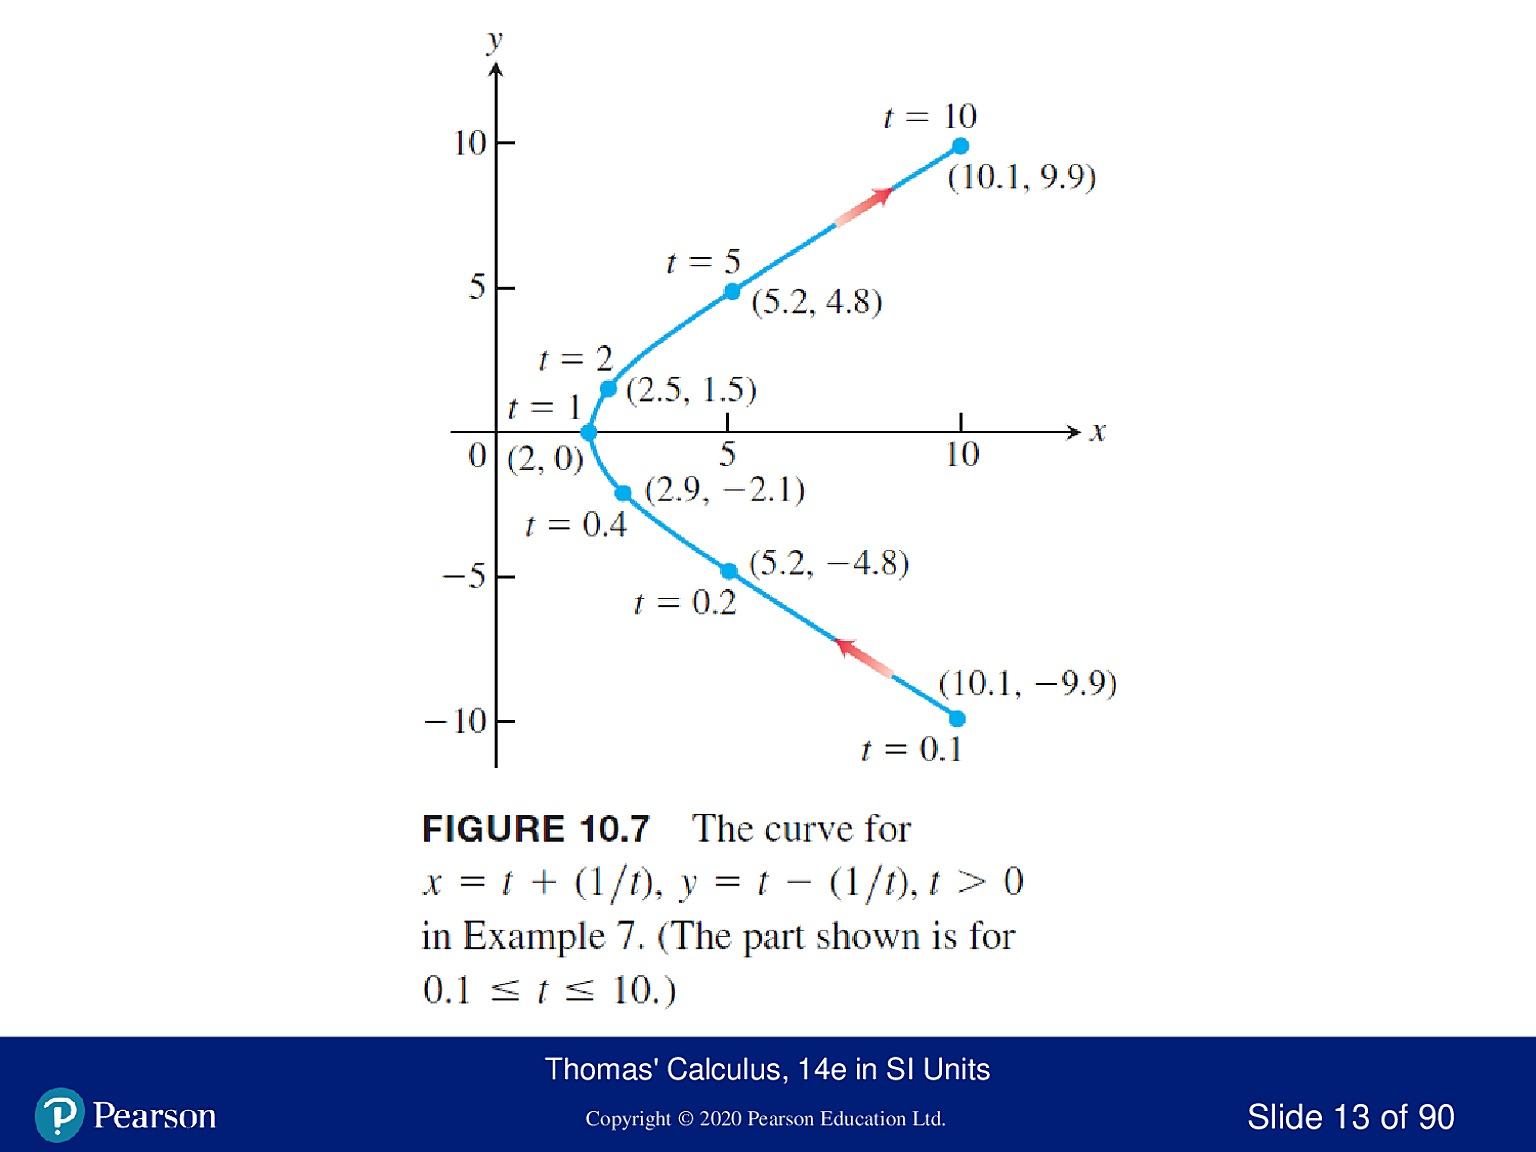 y
t = 10
10
(10.1, 9.9)
t = 5
5
(5.2, 4.8)
t = 2
(2.5, 1.5)
t = 1
x
0
(2, 0)
5
10
(2.9, −2.1)
t = 0.4
(5.2, −4.8)
−5
t = 0.2
(10.1, −9.9)
−10
t = 0.1
FIGURE 10.7 The curve for
x = t + (1/t), y = t − (1/t), t > 0
in Example 7. (The part shown is for
0.1 ≤ t ≤ 10.)
Thomas' Calculus, 14e in SI Units
P Pearson
Copyright © 2020 Pearson Education Ltd.
Slide 13 of 90